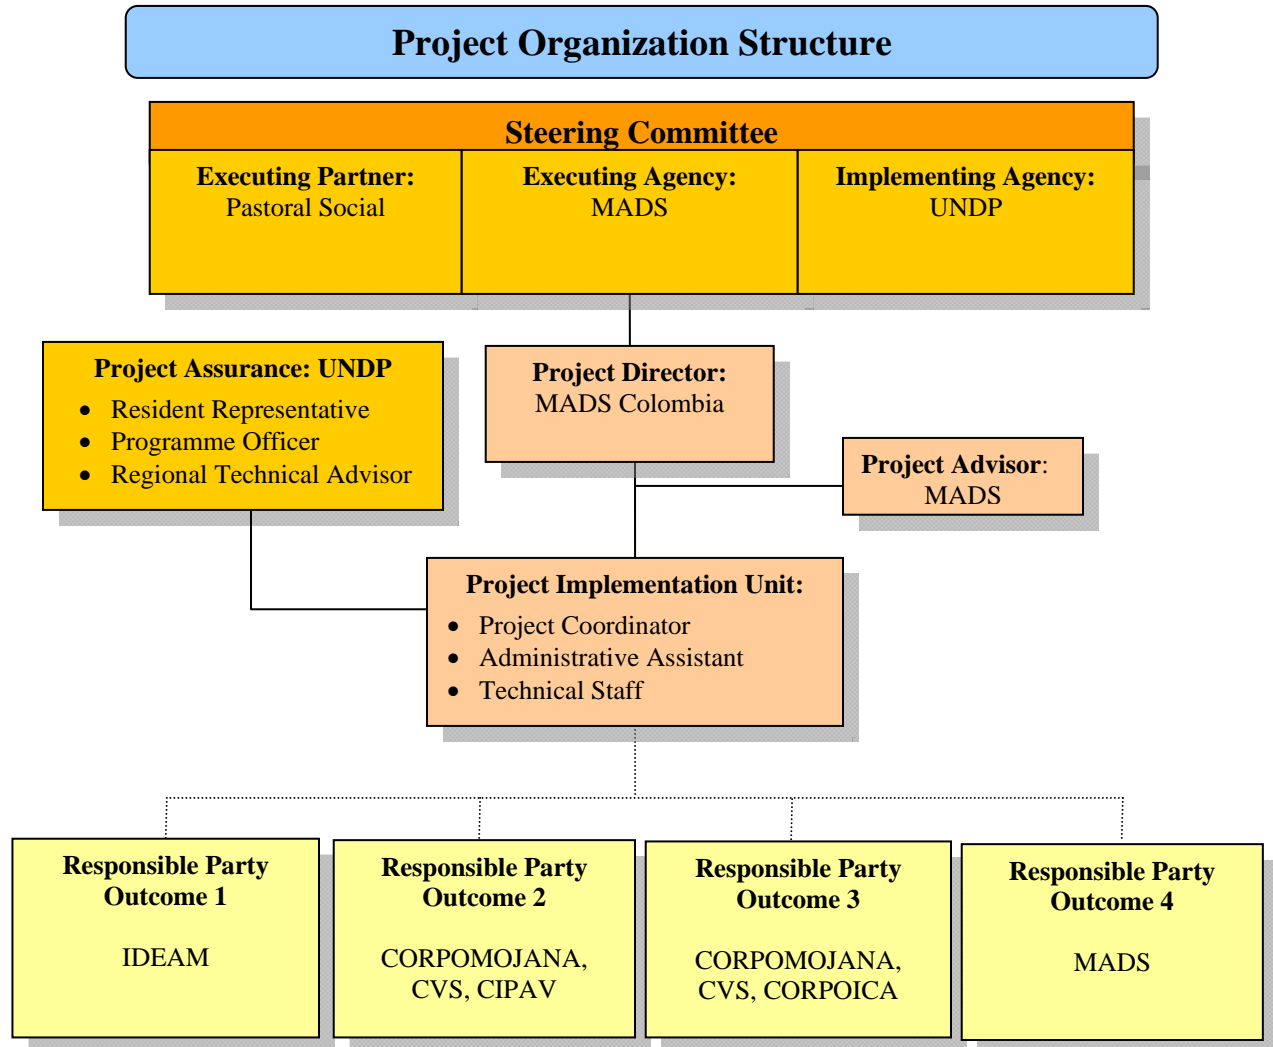 Project Organization Structure
Steering Committee
Executing Partner:
Pastoral Social
Executing Agency:
MADS
Implementing Agency:
UNDP
Project Assurance: UNDP
• Resident Representative
• Programme Officer
• Regional Technical Advisor
Project Director:
MADS Colombia
Project Advisor:
MADS
Project Implementation Unit:
• Project Coordinator
• Administrative Assistant
• Technical Staff
Responsible Party
Outcome 1
IDEAM
Responsible Party
Outcome 2
CORPOMOJANA,
CVS, CIPAV
Responsible Party
Outcome 3
CORPOMOJANA,
CVS, CORPOICA
Responsible Party
Outcome 4
MADS